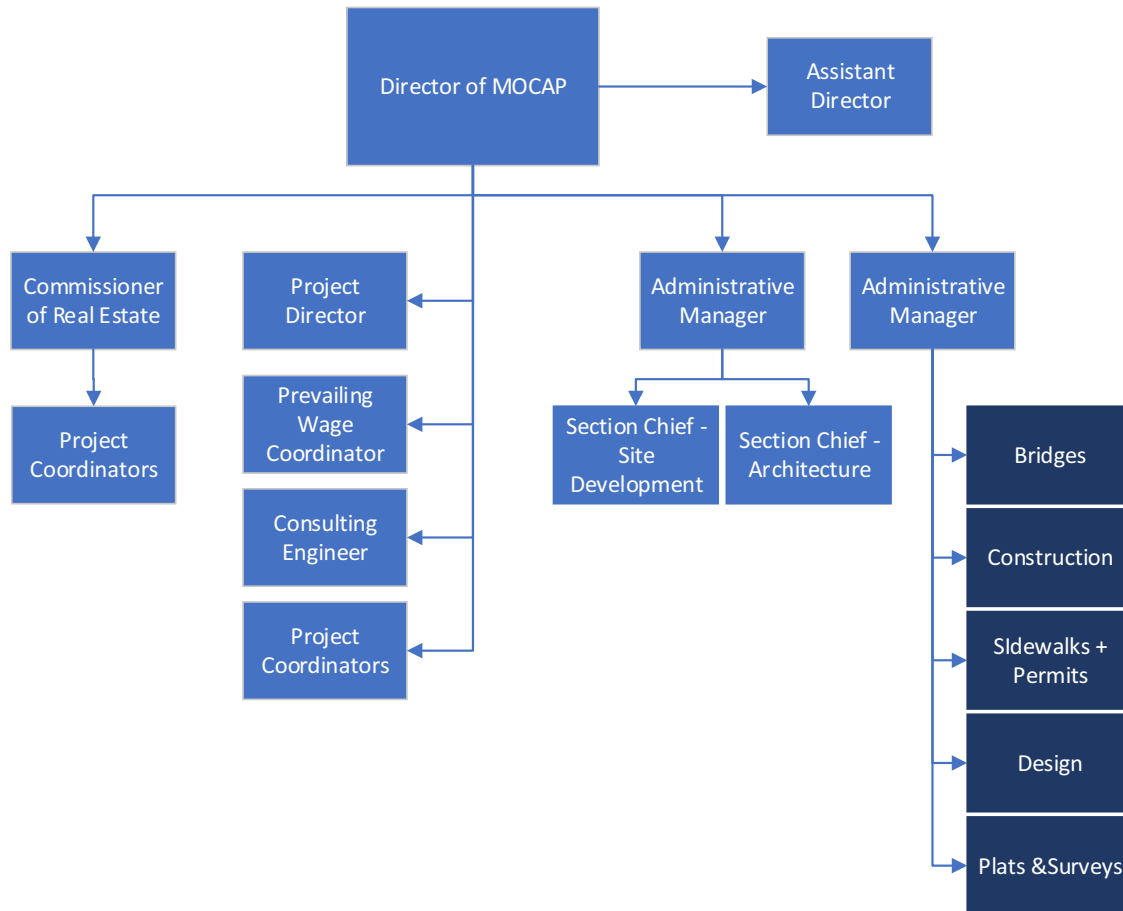 Director of MOCAP
Assistant
Director
Commissioner
of Real Estate
Project
Director
Administrative
Manager
Administrative
Manager
Project
Coordinators
Prevailing
Wage
Coordinator
Section Chief -
Site
Development
Section Chief -
Architecture
Bridges
Consulting
Engineer
Construction
Project
Coordinators
SIdewalks +
Permits
Design
Plats &Surveys